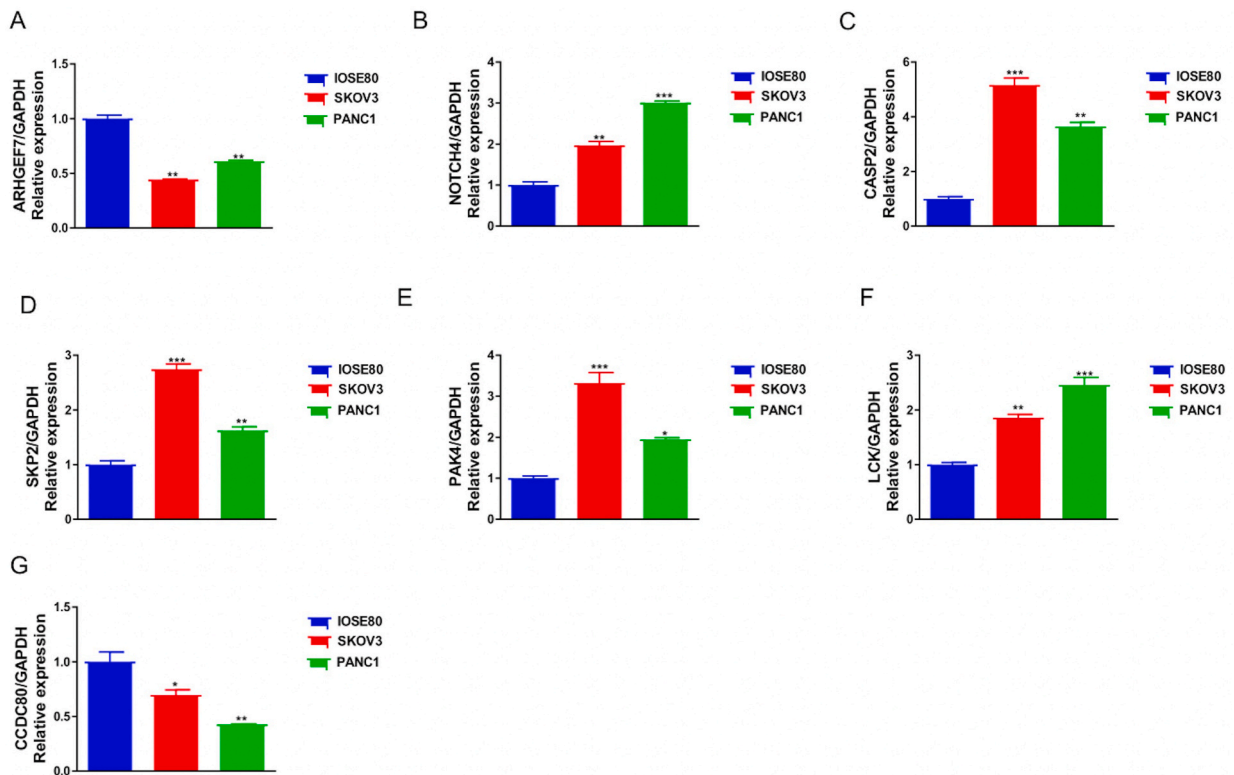 A
ARHGEF7/GAPDH
Relative expression
1.5
1.0
0.5
0.0
**
**
IOSE80
SKOV3
PANC1
B
NOTCH4/GAPDH
Relative expression
4
3
2
1
0
**
***
IOSE80
SKOV3
PANC1
C
CASP2/GAPDH
Relative expression
6
4
2
0
***
**
IOSE80
SKOV3
PANC1
D
SKP2/GAPDH
Relative expression
3
2
1
0
***
**
IOSE80
SKOV3
PANC1
E
PAK4/GAPDH
Relative expression
4
3
2
1
0
***
*
IOSE80
SKOV3
PANC1
F
LCK/GAPDH
Relative expression
3
2
1
0
**
***
IOSE80
SKOV3
PANC1
G
CCDC80/GAPDH
Relative expression
1.5
1.0
0.5
0.0
*
**
IOSE80
SKOV3
PANC1